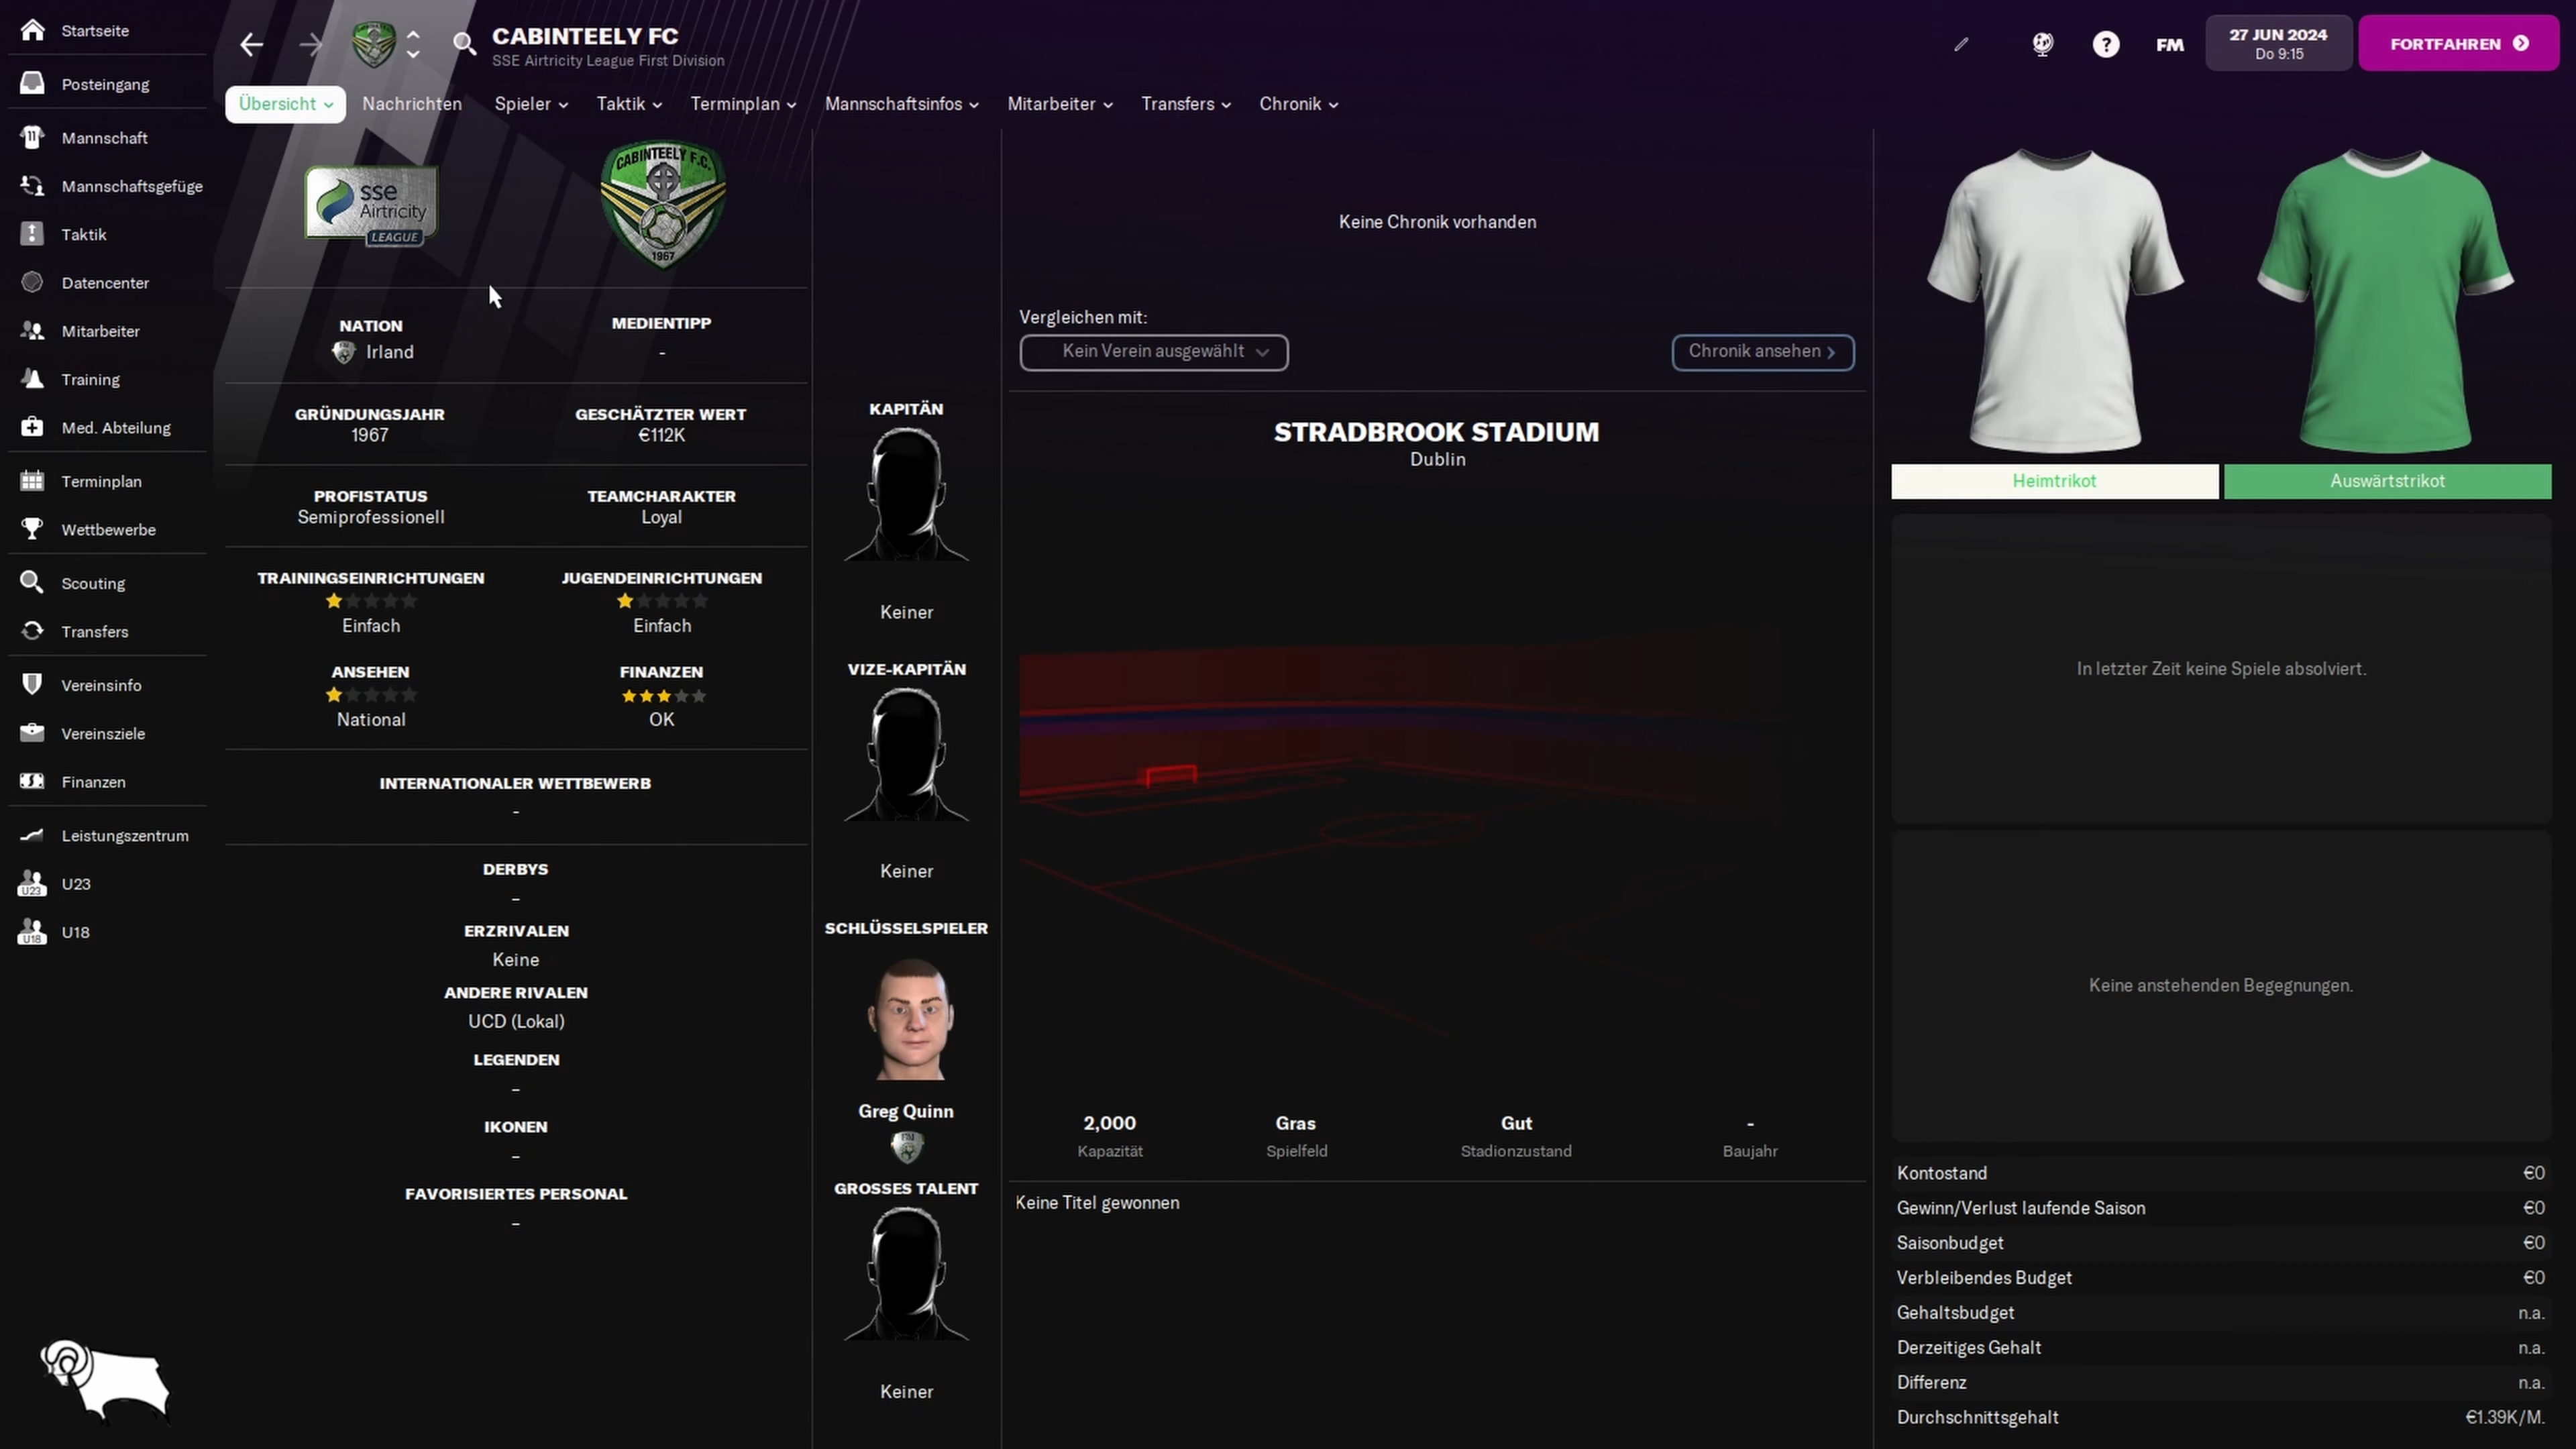 Startseite
Posteingang
Mannschaft
Mannschaftsgefüge
Taktik
Datencenter
Mitarbeiter
Training
Med. Abteilung
Terminplan
Wettbewerbe
Scouting
Transfers
Vereinsinfo
Vereinsziele
Finanzen
Leistungszentrum
U23
U23
U18
U18
11
CABINTEELY FC
SSE Airtricity League First Division
?
FM
27 JUN 2024
Do 9:15
FORTFAHREN
Übersicht
Nachrichten
Spieler
Taktik
Terminplan
Mannschaftsinfos
Mitarbeiter
Transfers
Chronik
sse
Airtricity
LEAGUE
CABINTEELY F.C.
1967
NATION
Irland
MEDIENTIPP
-
GRÜNDUNGSJAHR
1967
GESCHÄTZTER WERT
€112K
PROFISTATUS
Semiprofessionell
TEAMCHARAKTER
Loyal
TRAININGSEINRICHTUNGEN
Einfach
JUGENDEINRICHTUNGEN
Einfach
ANSEHEN
National
FINANZEN
OK
INTERNATIONALER WETTBEWERB
-
DERBYS
-
ERZRIVALEN
Keine
ANDERE RIVALEN
UCD (Lokal)
LEGENDEN
-
IKONEN
-
FAVORISIERTES PERSONAL
-
KAPITÄN
Keiner
VIZE-KAPITÄN
Keiner
SCHLÜSSELSPIELER
Greg Quinn
FAI
GROSSES TALENT
Keiner
Keine Chronik vorhanden
Vergleichen mit:
Kein Verein ausgewählt
Chronik ansehen
STRADBROOK STADIUM
Dublin
2,000
Kapazität
Gras
Spielfeld
Gut
Stadionzustand
-
Baujahr
Keine Titel gewonnen
Heimtrikot
Auswärtstrikot
In letzter Zeit keine Spiele absolviert.
Keine anstehenden Begegnungen.
Kontostand €0
Gewinn/Verlust laufende Saison €0
Saisonbudget €0
Verbleibendes Budget €0
Gehaltsbudget n.a.
Derzeitiges Gehalt n.a.
Differenz n.a.
Durchschnittsgehalt €1.39K/M.